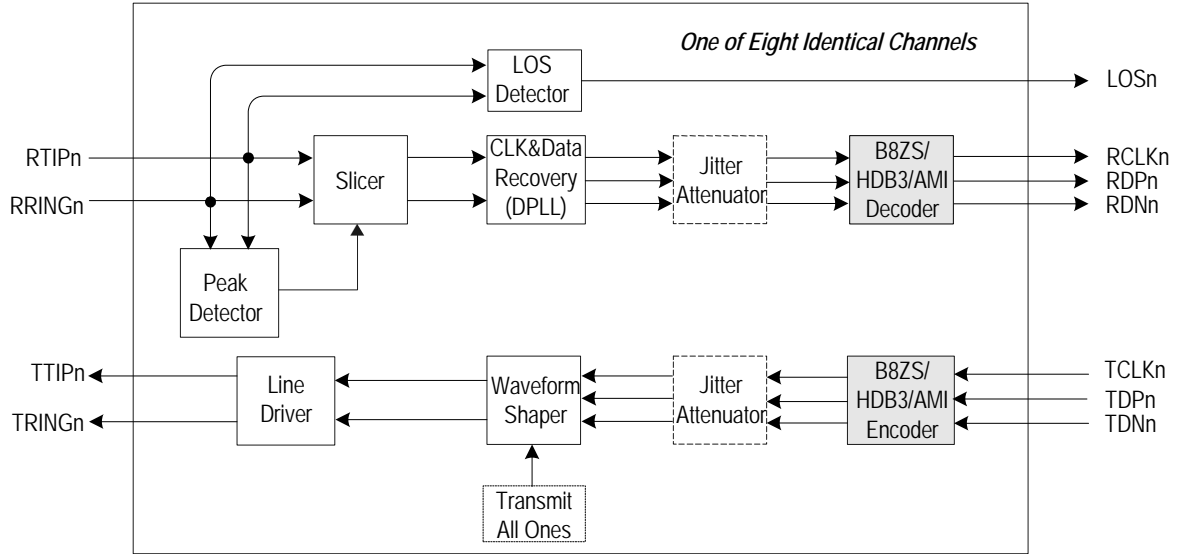 One of Eight Identical Channels
LOS
Detector
LOSn
RTIPn
RRINGn
Slicer
CLK&Data
Recovery
(DPLL)
Jitter
Attenuator
B8ZS/
HDB3/AMI
Decoder
RCLKn
RDPn
RDNn
Peak
Detector
TTIPn
TRINGn
Line
Driver
Waveform
Shaper
Jitter
Attenuator
B8ZS/
HDB3/AMI
Encoder
TCLKn
TDPn
TDNn
Transmit
All Ones